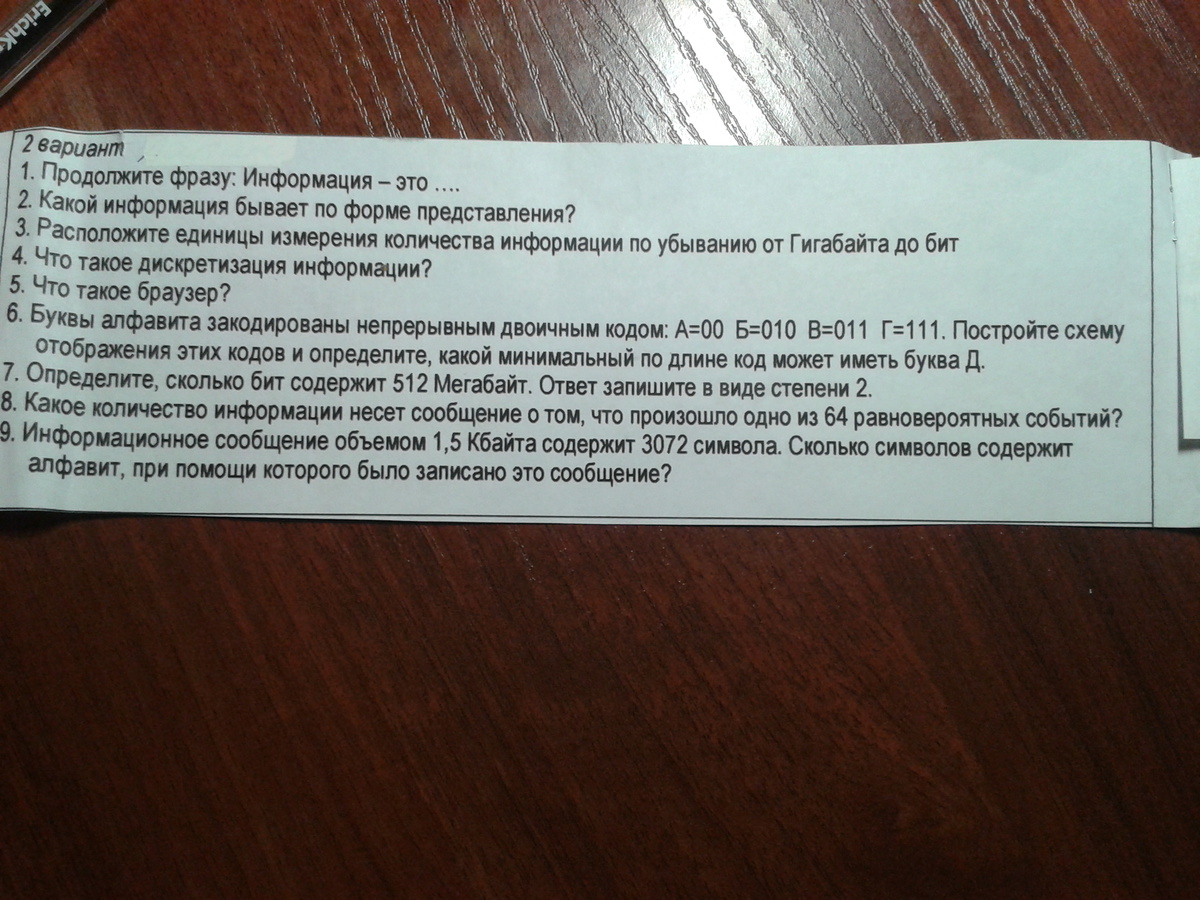 ErichK
2 вариант
1. Продолжите фразу: Информация – это ....
2. Какой информация бывает по форме представления?
3. Расположите единицы измерения количества информации по убыванию от Гигабайта до бит
4. Что такое дискретизация информации?
5. Что такое браузер?
6. Буквы алфавита закодированы непрерывным двоичным кодом: А=00 Б=010 В=011 Г=111. Постройте схему
отображения этих кодов и определите, какой минимальный по длине код может иметь буква Д.
7. Определите, сколько бит содержит 512 Мегабайт. Ответ запишите в виде степени 2.
8. Какое количество информации несет сообщение о том, что произошло одно из 64 равновероятных событий?
9. Информационное сообщение объемом 1,5 Кбайта содержит 3072 символа. Сколько символов содержит
алфавит, при помощи которого было записано это сообщение?